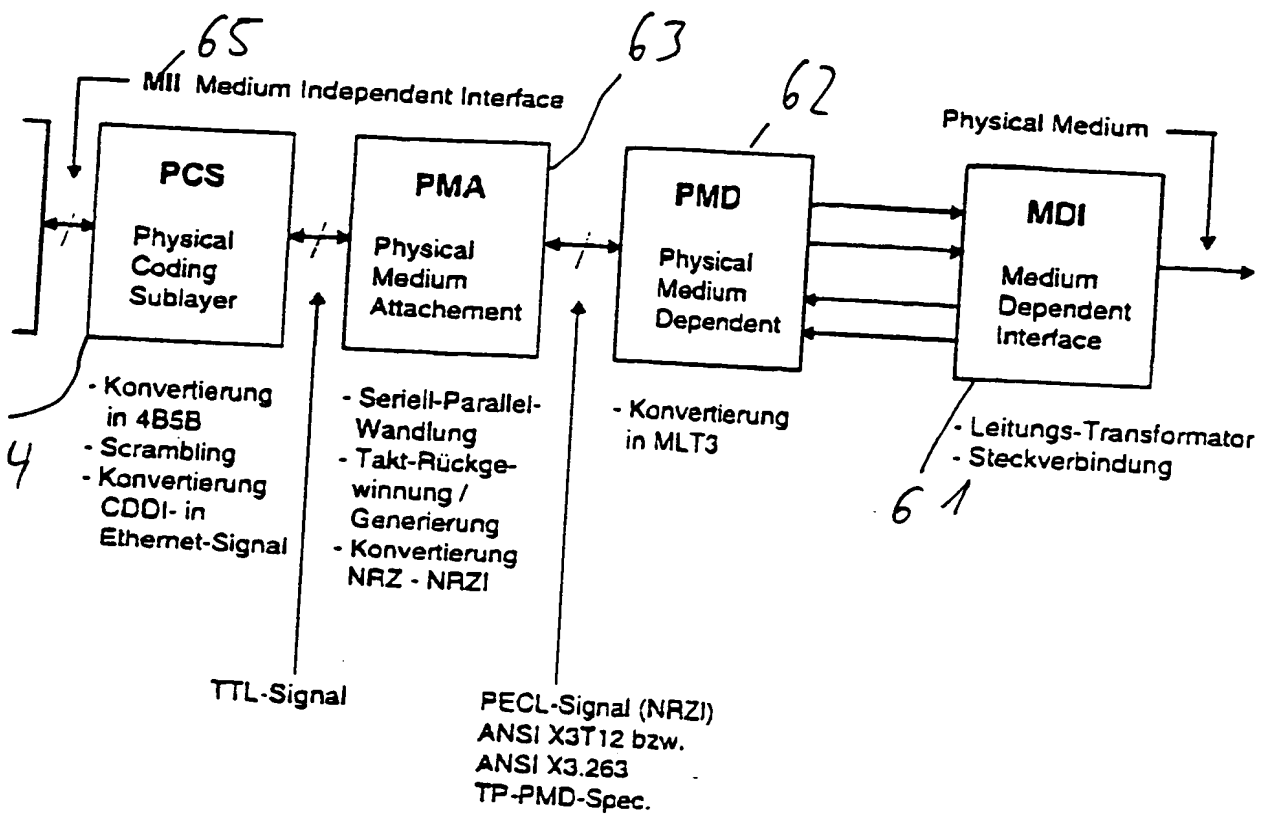 65
63
62
MII Medium Independent Interface
Physical Medium
PCS
Physical
Coding
Sublayer
PMA
Physical
Medium
Attachement
PMD
Physical
Medium
Dependent
MDI
Medium
Dependent
Interface
4
- Konvertierung
in 4B5B
- Scrambling
- Konvertierung
CDDI- in
Ethernet-Signal
- Seriell-Parallel-
Wandlung
- Takt-Rückge-
winnung /
Generierung
- Konvertierung
NRZ - NRZI
- Konvertierung
in MLT3
- Leitungs-Transformator
- Steckverbindung
61
TTL-Signal
PECL-Signal (NRZI)
ANSI X3T12 bzw.
ANSI X3.263
TP-PMD-Spec.